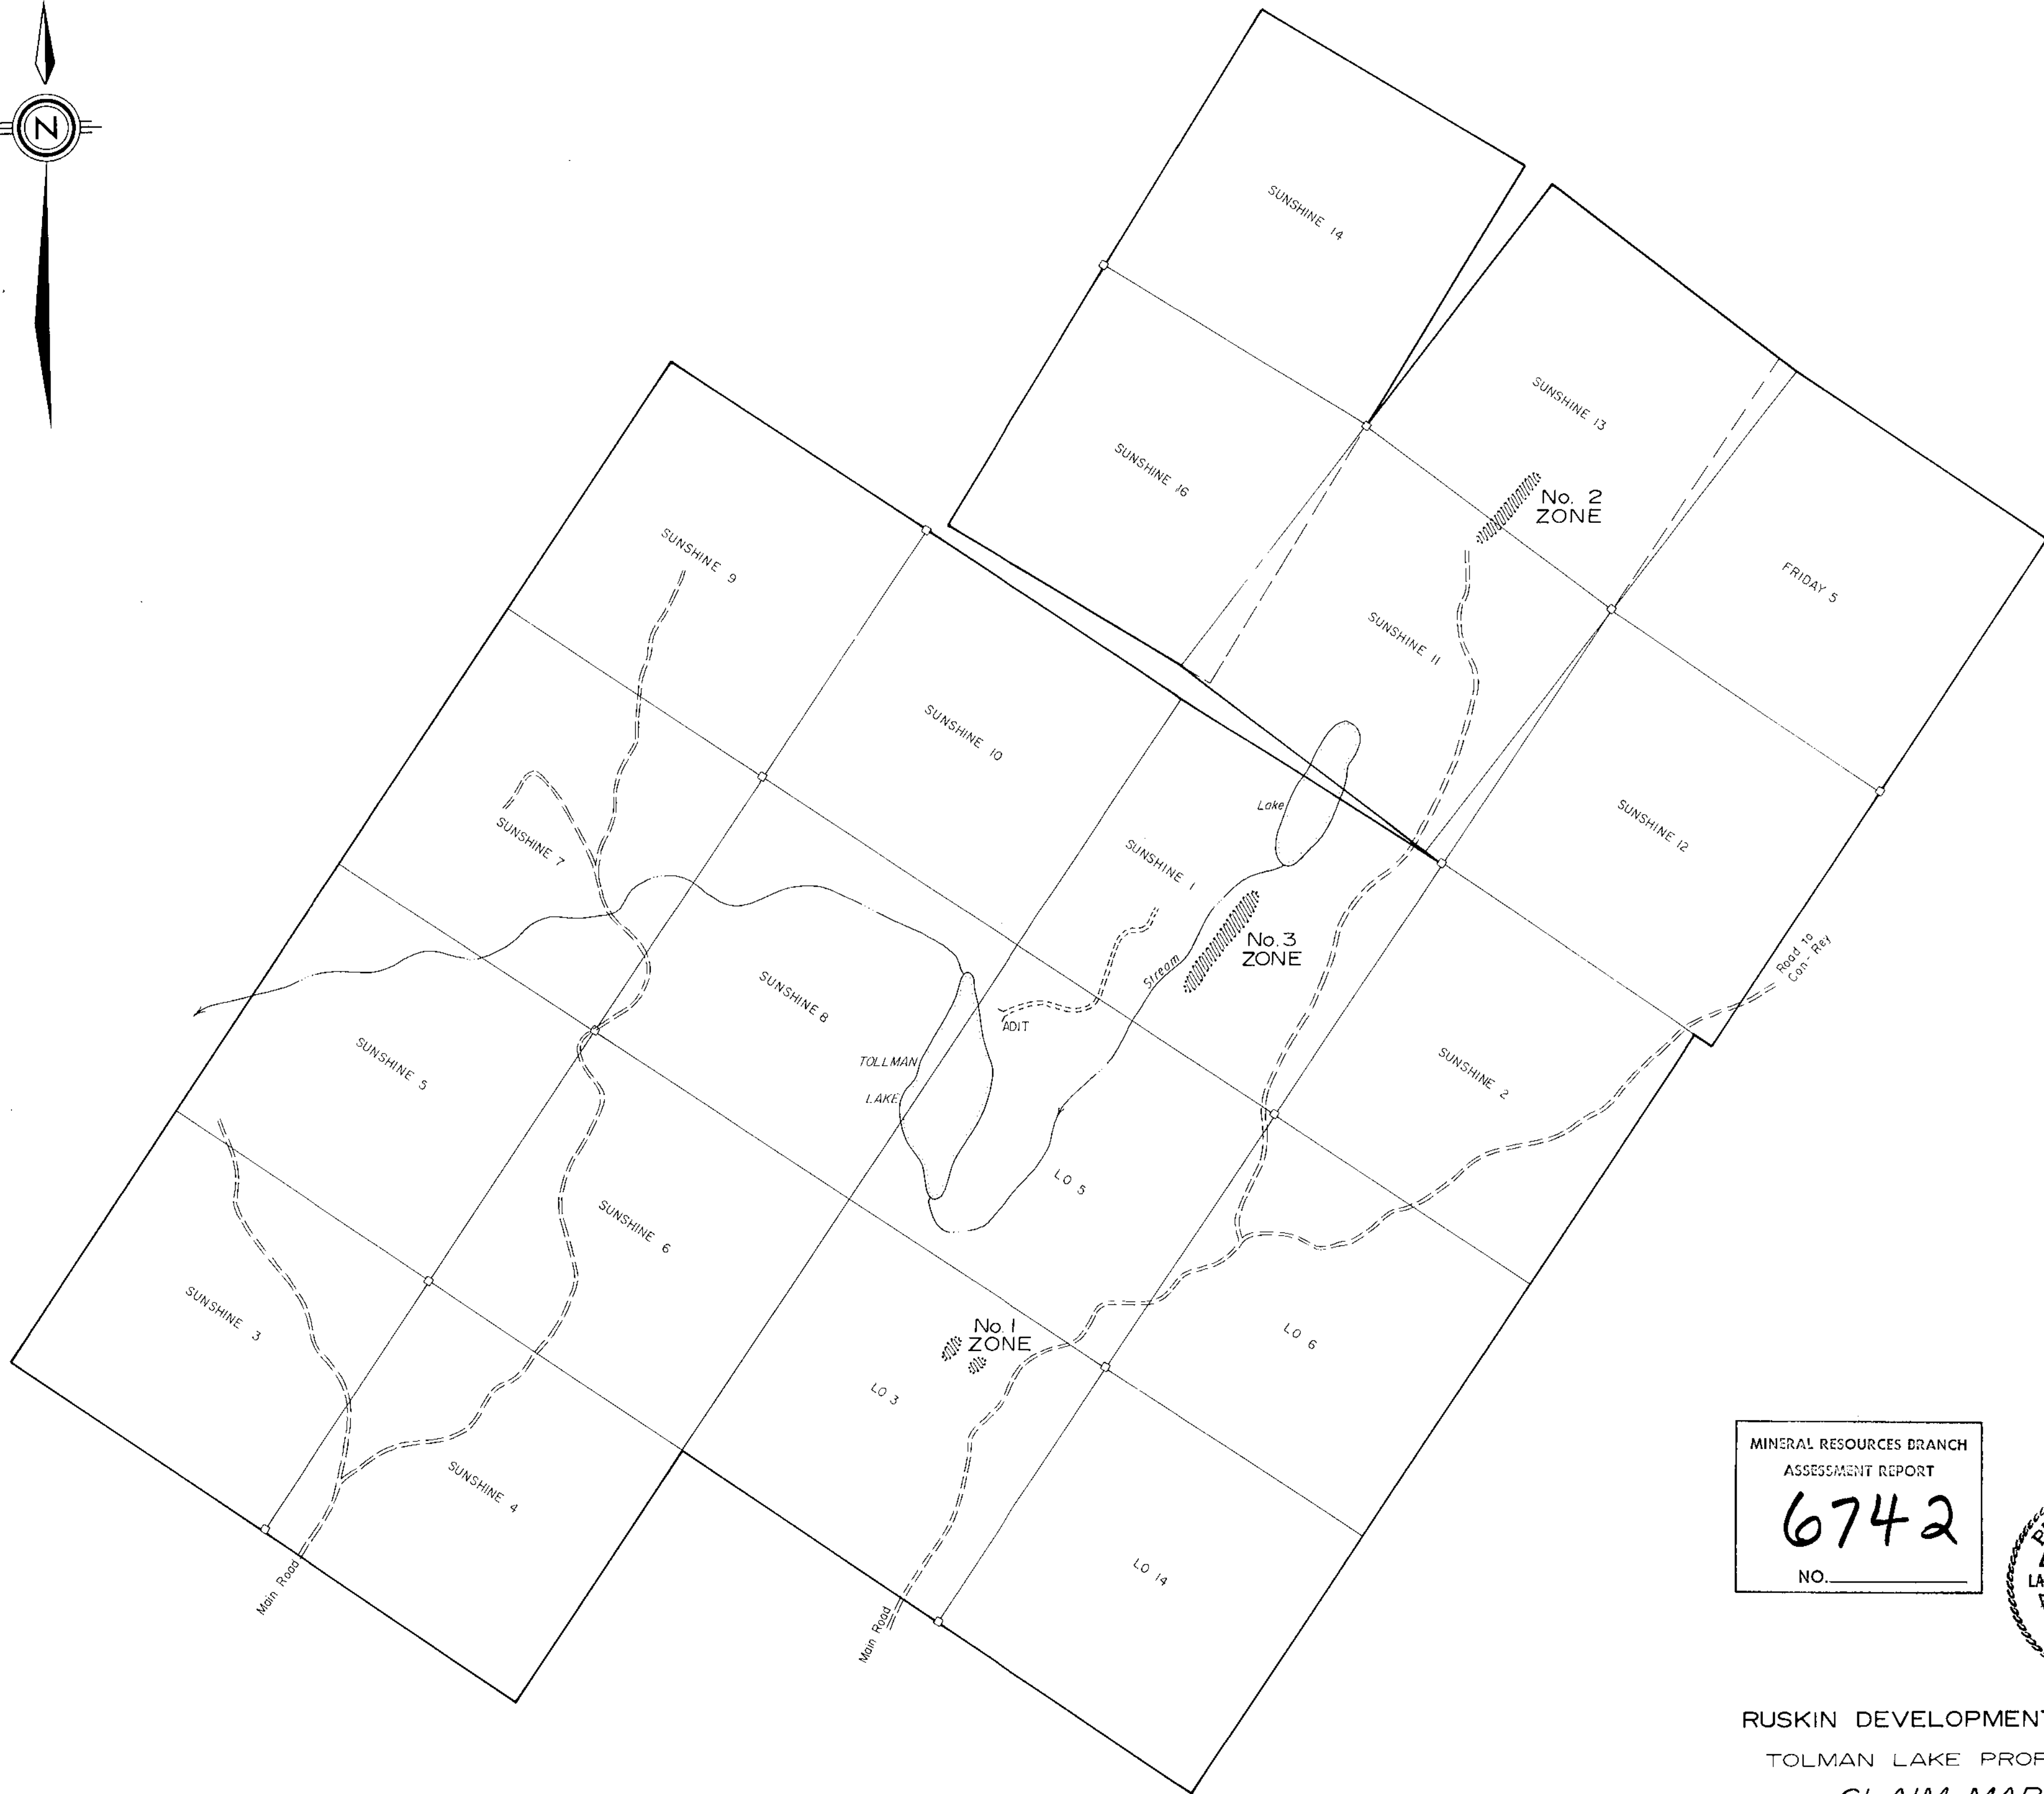 N
SUNSHINE 14
SUNSHINE 13
SUNSHINE 16
No. 2
ZONE
SUNSHINE 9
FRIDAY 5
SUNSHINE 11
SUNSHINE 10
Lake
SUNSHINE 12
SUNSHINE 7
SUNSHINE 1
No. 3
ZONE
Road to
Con-Rey
Stream
SUNSHINE 8
ADIT
SUNSHINE 5
TOLLMAN
LAKE
SUNSHINE 2
LO 5
SUNSHINE 6
SUNSHINE 3
No. 1
ZONE
LO 6
LO 3
SUNSHINE 4
LO 14
Main Road
Main Road
MINERAL RESOURCES BRANCH
ASSESSMENT REPORT
6742
NO.
RUSKIN DEVELOPMENT
TOLMAN LAKE PROP
CLAIM MAP